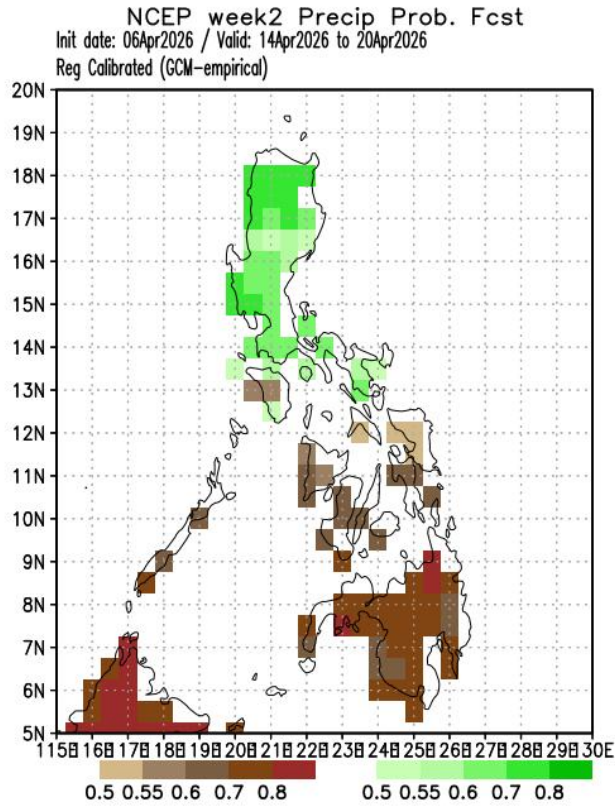 NCEP week2 Precip Prob. Fcst
Init date: 06Apr2026 / Valid: 14Apr2026 to 20Apr2026
Reg Calibrated (GCM-empirical)
20N
19N
18N
17N
16N
15N
14N
13N
12N
11N
10N
9N
8N
7N
6N
5N
115E 116E 117E 118E 119E 120E 121E 122E 123E 124E 125E 126E 127E 128E 129E 130E
0.5 0.55 0.6 0.7 0.8 0.5 0.55 0.6 0.7 0.8